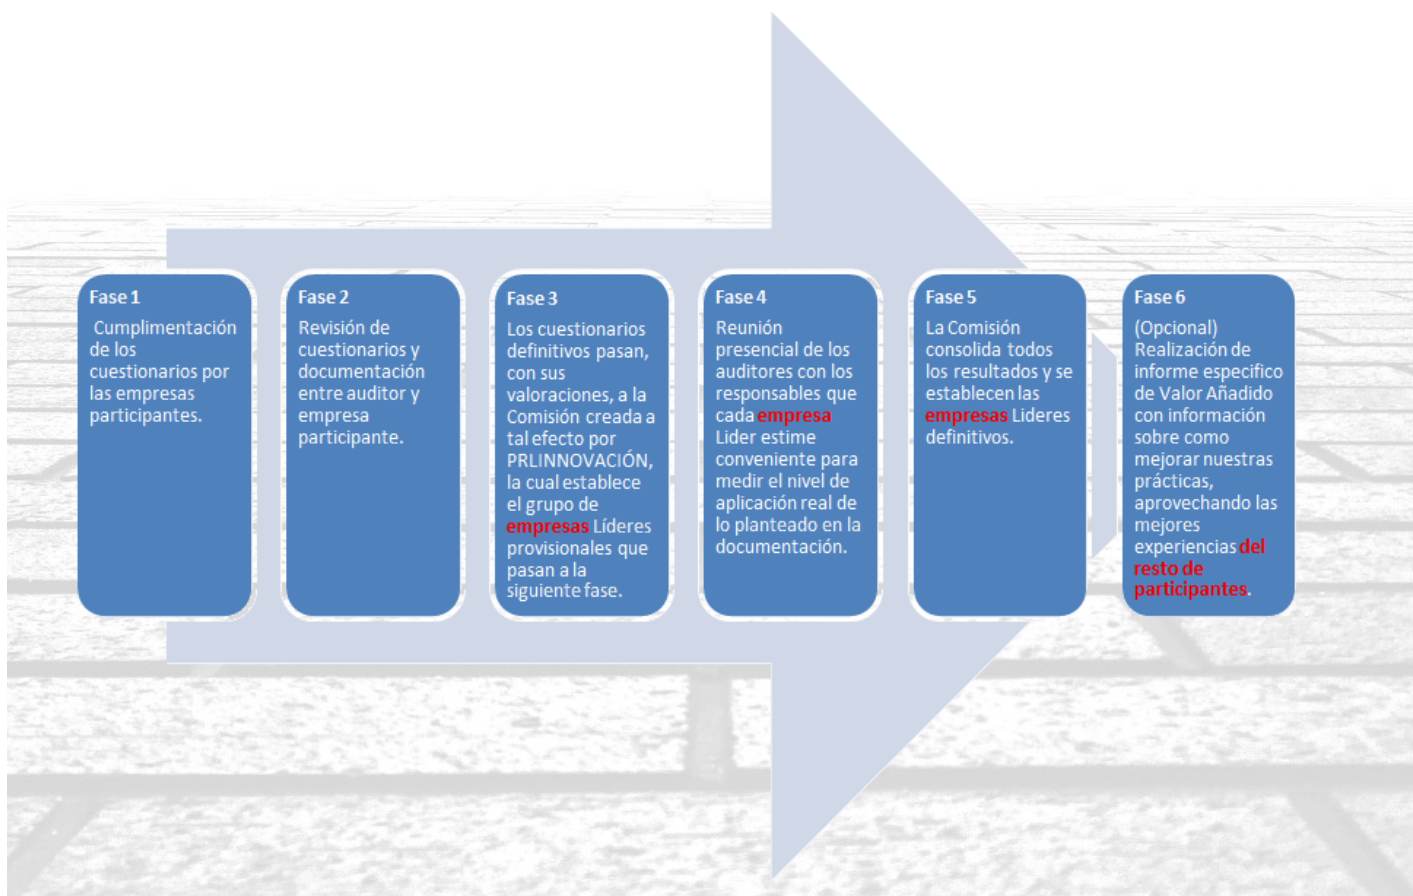 Fase 1
Cumplimentación
de los
cuestionarios por
las empresas
participantes.
Fase 2
Revisión de
cuestionarios y
documentación
entre auditor y
empresa
participante.
Fase 3
Los cuestionarios
definitivos pasan,
con sus
valoraciones, a la
Comisión creada a
tal efecto por
PRLINNOVACIÓN,
la cual establece
el grupo de
empresas Líderes
provisionales que
pasan a la
siguiente fase.
Fase 4
Reunión
presencial de los
auditores con los
responsables que
cada empresa
Lider estime
conveniente para
medir el nivel de
aplicación real de
lo planteado en la
documentación.
Fase 5
La Comisión
consolida todos
los resultados y se
establecen las
empresas Lideres
definitivos.
Fase 6
(Opcional)
Realización de
informe especifico
de Valor Añadido
con información
sobre como
mejorar nuestras
prácticas,
aprovechando las
mejores
experiencias del
resto de
participantes.